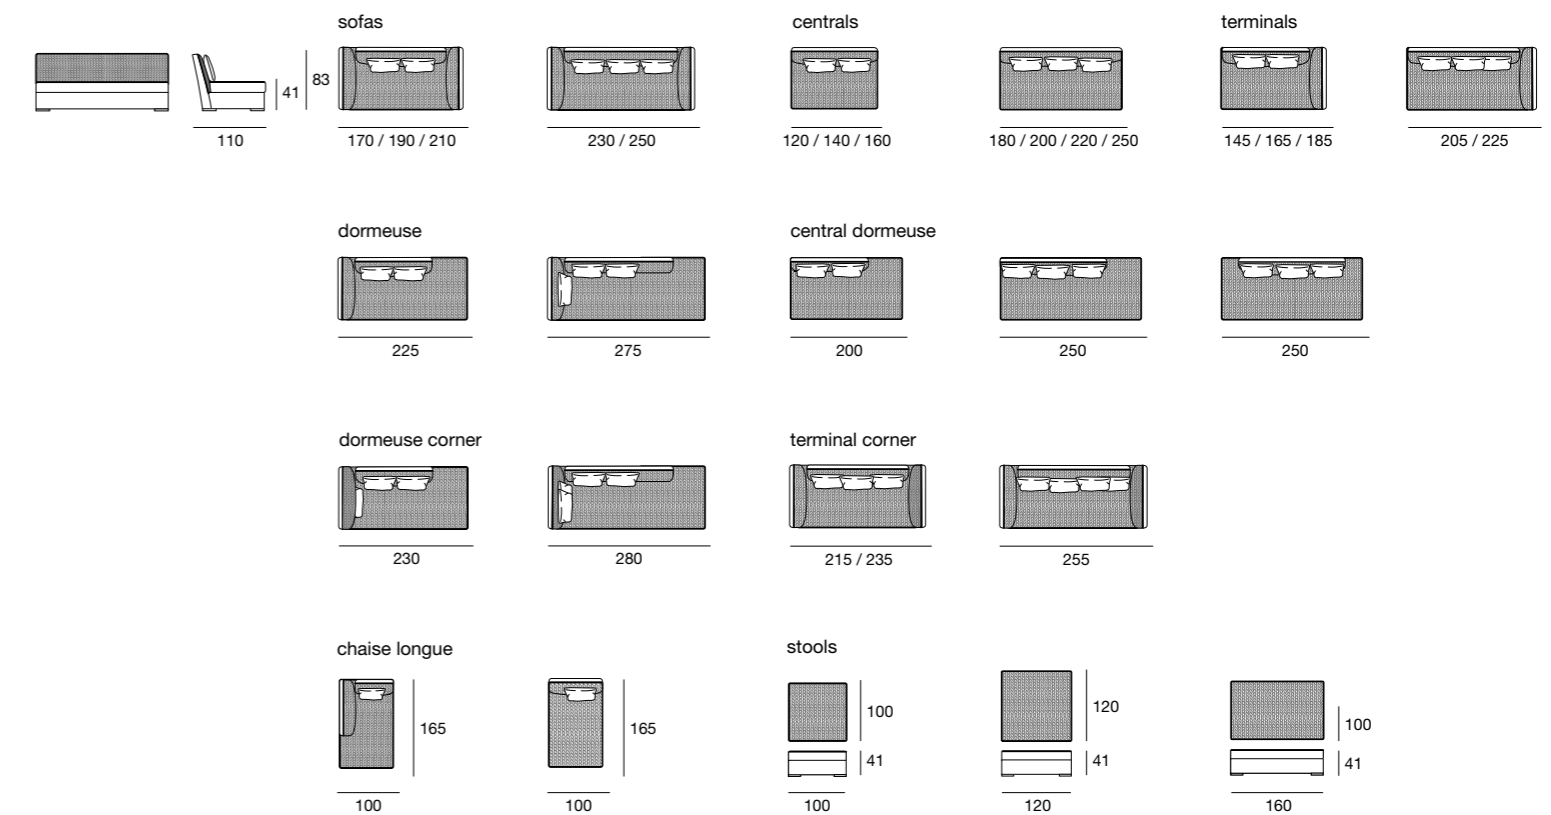 sofas
centrals
terminals
41
83
110
170 / 190 / 210
230 / 250
120 / 140 / 160
180 / 200 / 220 / 250
145 / 165 / 185
205 / 225
dormeuse
central dormeuse
225
275
200
250
250
dormeuse corner
terminal corner
230
280
215 / 235
255
chaise longue
stools
165
165
100
120
100
41
41
41
100
100
100
120
160